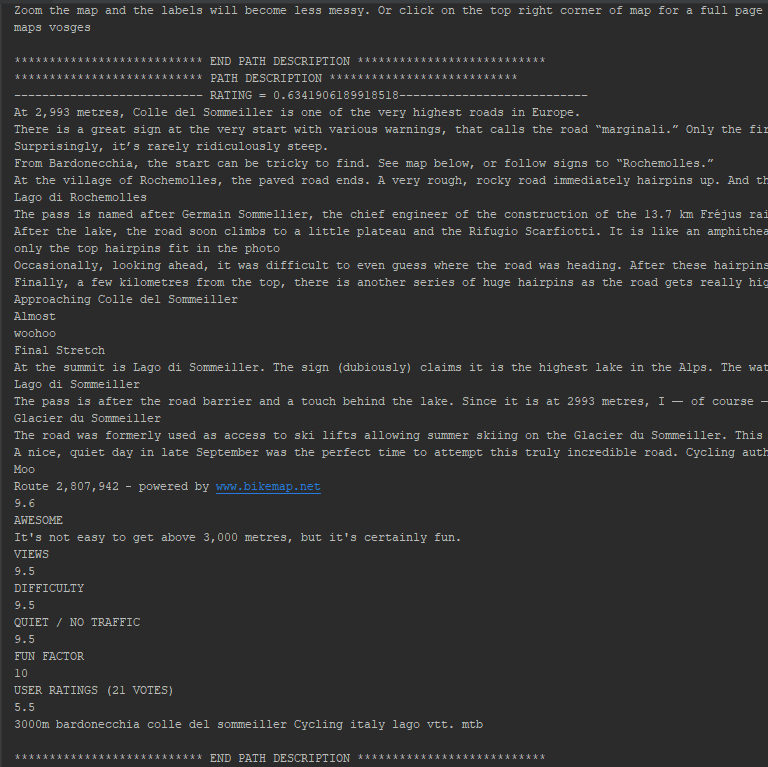 Zoom the map and the labels will become less messy. Or click on the top right corner of map for a full page
maps vosges
*************************** END PATH DESCRIPTION ***************************
*************************** PATH DESCRIPTION ***************************
--------------------------- RATING = 0.6341906189918518---------------------------
At 2,993 metres, Colle del Sommeiller is one of the very highest roads in Europe.
There is a great sign at the very start with various warnings, that calls the road “marginali.” Only the fir
Surprisingly, it’s rarely ridiculously steep.
From Bardonecchia, the start can be tricky to find. See map below, or follow signs to “Rochemolles.”
At the village of Rochemolles, the paved road ends. A very rough, rocky road immediately hairpins up. And th
Lago di Rochemolles
The pass is named after Germain Sommellier, the chief engineer of the construction of the 13.7 km Fréjus rai
After the lake, the road soon climbs to a little plateau and the Rifugio Scarfiotti. It is like an amphithea
only the top hairpins fit in the photo
Occasionally, looking ahead, it was difficult to even guess where the road was heading. After these hairpins
Finally, a few kilometres from the top, there is another series of huge hairpins as the road gets really hig
Approaching Colle del Sommeiller
Almost
woohoo
Final Stretch
At the summit is Lago di Sommeiller. The sign (dubiously) claims it is the highest lake in the Alps. The wat
Lago di Sommeiller
The pass is after the road barrier and a touch behind the lake. Since it is at 2993 metres, I — of course —
Glacier du Sommeiller
The road was formerly used as access to ski lifts allowing summer skiing on the Glacier du Sommeiller. This
A nice, quiet day in late September was the perfect time to attempt this truly incredible road. Cycling auth
Moo
Route 2,807,942 - powered by www.bikemap.net
9.6
AWESOME
It's not easy to get above 3,000 metres, but it's certainly fun.
VIEWS
9.5
DIFFICULTY
9.5
QUIET / NO TRAFFIC
9.5
FUN FACTOR
10
USER RATINGS (21 VOTES)
5.5
3000m bardonecchia colle del sommeiller Cycling italy lago vtt. mtb
*************************** END PATH DESCRIPTION ***************************